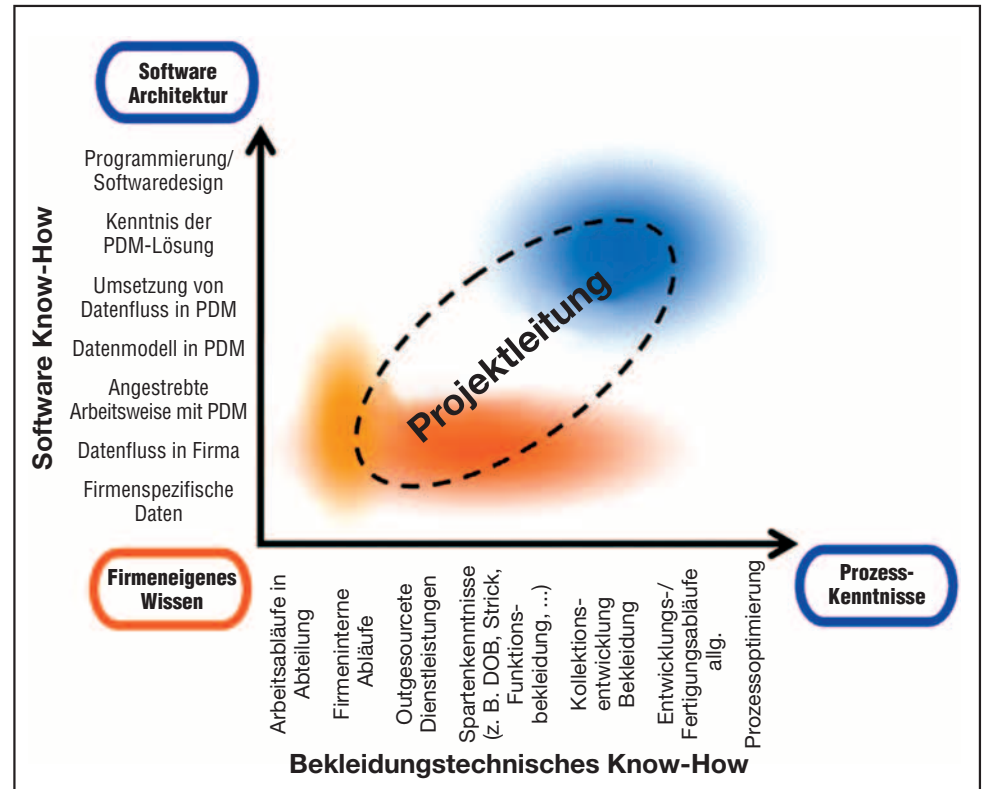 Software
Architektur
Software Know-How
Programmierung/
Softwaredesign
Kenntnis der
PDM-Lösung
Umsetzung von
Datenfluss in PDM
Datenmodell in PDM
Angestrebte
Arbeitsweise mit PDM
Datenfluss in Firma
Firmenspezifische
Daten
Projektleitung
Firmeneigenes
Wissen
Arbeitsabläufe in
Abteilung
Firmeninterne
Abläufe
Outgesourcete
Dienstleistungen
Spartenkenntnisse
(z. B. DOB, Strick,
Funktions-
bekleidung, ...)
Kollektions-
entwicklung
Bekleidung
Entwicklungs-/
Fertigungsabläufe
allg.
Prozessoptimierung
Prozess-
Kenntnisse
Bekleidungstechnisches Know-How